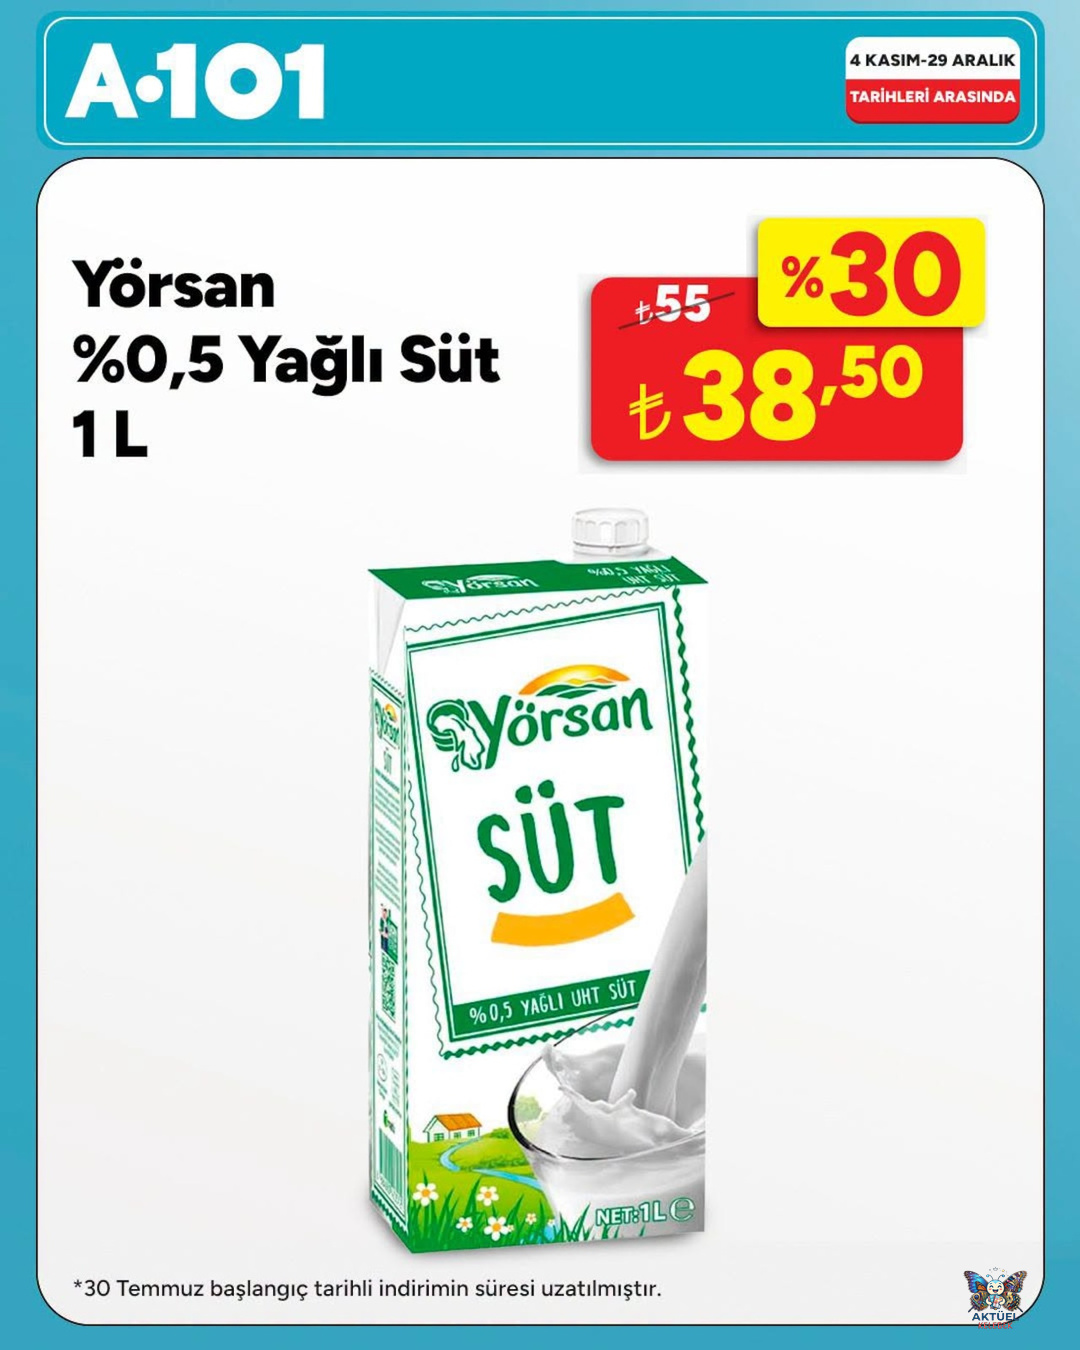 A·101
4 KASIM-29 ARALIK
TARİHLERİ ARASINDA
Yörsan
%0,5 Yağlı Süt
1 L
%30
₺55
₺38,50
Yörsan
%0,5 YAĞLI
UHT SÜT
Yörsan
SÜT
Yörsan
SÜT
%0,5 YAĞLI UHT SÜT
NET:1L e
*30 Temmuz başlangıç tarihli indirimin süresi uzatılmıştır.
AKTÜEL